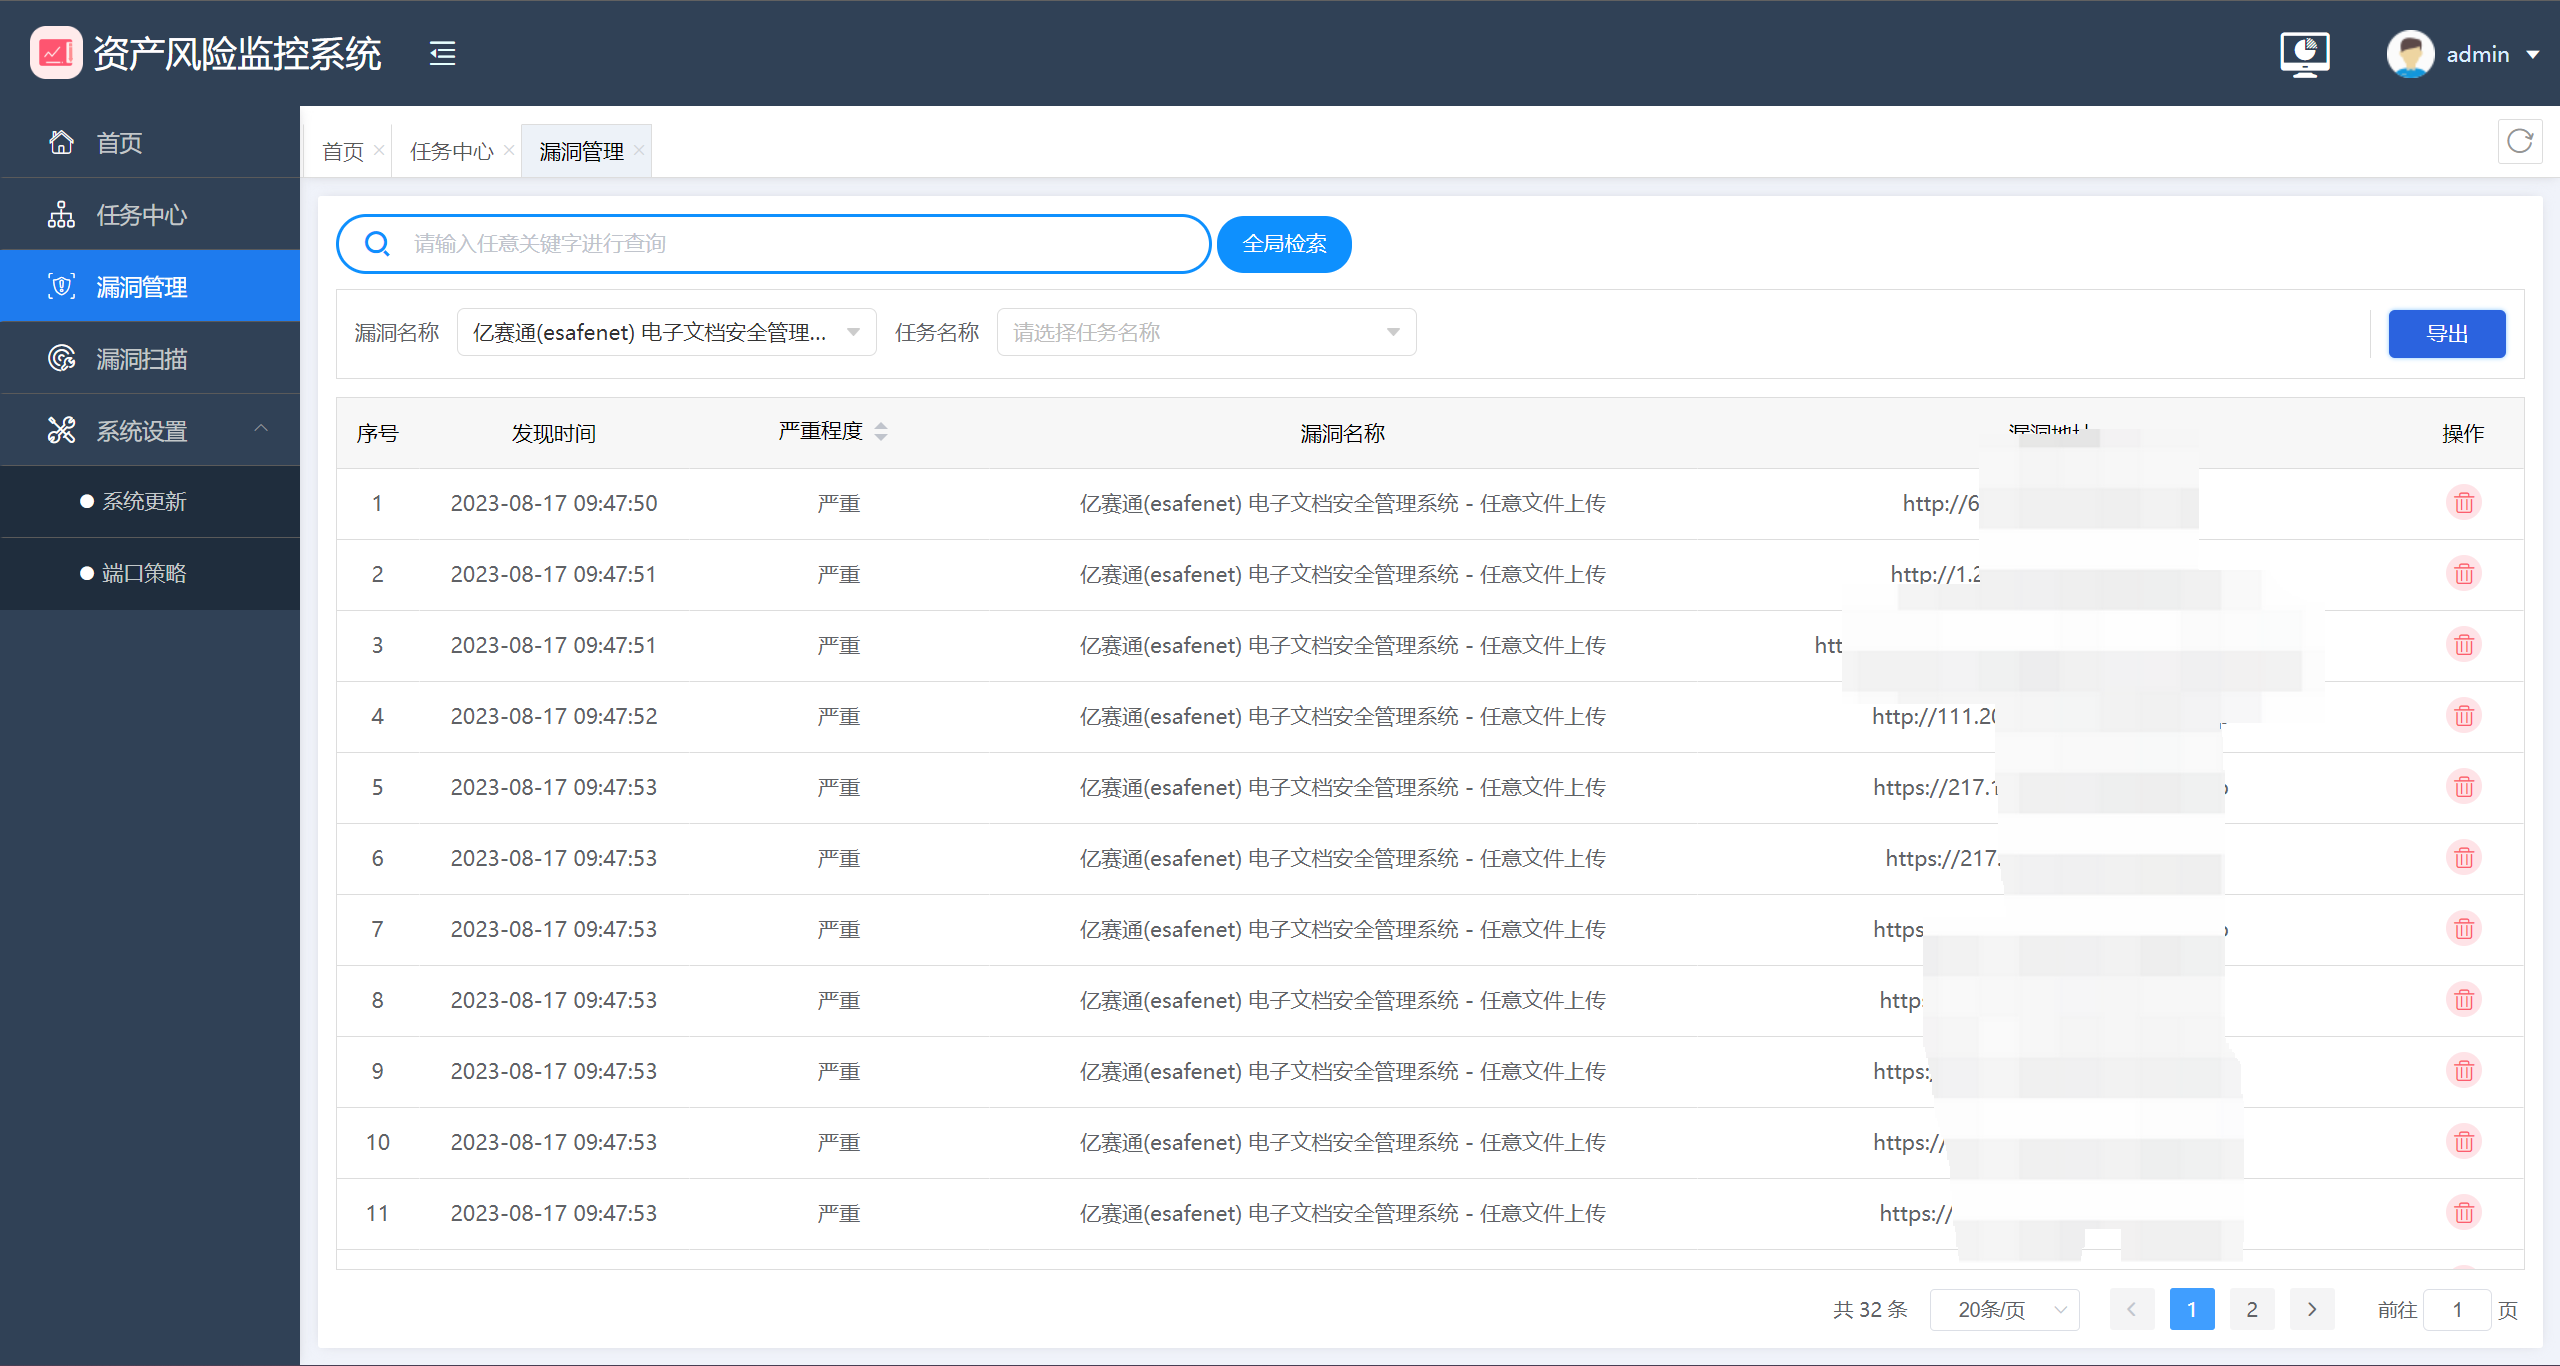 资产风险监控系统
admin
首页
任务中心
漏洞管理
漏洞扫描
系统设置
系统更新
端口策略
首页 任务中心 漏洞管理
请输入任意关键字进行查询 全局检索
漏洞名称 亿赛通(esafenet) 电子文档安全管理... 任务名称 请选择任务名称 导出
序号 发现时间 严重程度 漏洞名称 漏洞地址 操作
1 2023-08-17 09:47:50 严重 亿赛通(esafenet) 电子文档安全管理系统 - 任意文件上传 http://6
2 2023-08-17 09:47:51 严重 亿赛通(esafenet) 电子文档安全管理系统 - 任意文件上传 http://1.2
3 2023-08-17 09:47:51 严重 亿赛通(esafenet) 电子文档安全管理系统 - 任意文件上传 htt
4 2023-08-17 09:47:52 严重 亿赛通(esafenet) 电子文档安全管理系统 - 任意文件上传 http://111.20
5 2023-08-17 09:47:53 严重 亿赛通(esafenet) 电子文档安全管理系统 - 任意文件上传 https://217.
6 2023-08-17 09:47:53 严重 亿赛通(esafenet) 电子文档安全管理系统 - 任意文件上传 https://217.
7 2023-08-17 09:47:53 严重 亿赛通(esafenet) 电子文档安全管理系统 - 任意文件上传 https
8 2023-08-17 09:47:53 严重 亿赛通(esafenet) 电子文档安全管理系统 - 任意文件上传 http
9 2023-08-17 09:47:53 严重 亿赛通(esafenet) 电子文档安全管理系统 - 任意文件上传 https:/
10 2023-08-17 09:47:53 严重 亿赛通(esafenet) 电子文档安全管理系统 - 任意文件上传 https://
11 2023-08-17 09:47:53 严重 亿赛通(esafenet) 电子文档安全管理系统 - 任意文件上传 https://
共 32 条 20条/页 1 2 前往 1 页